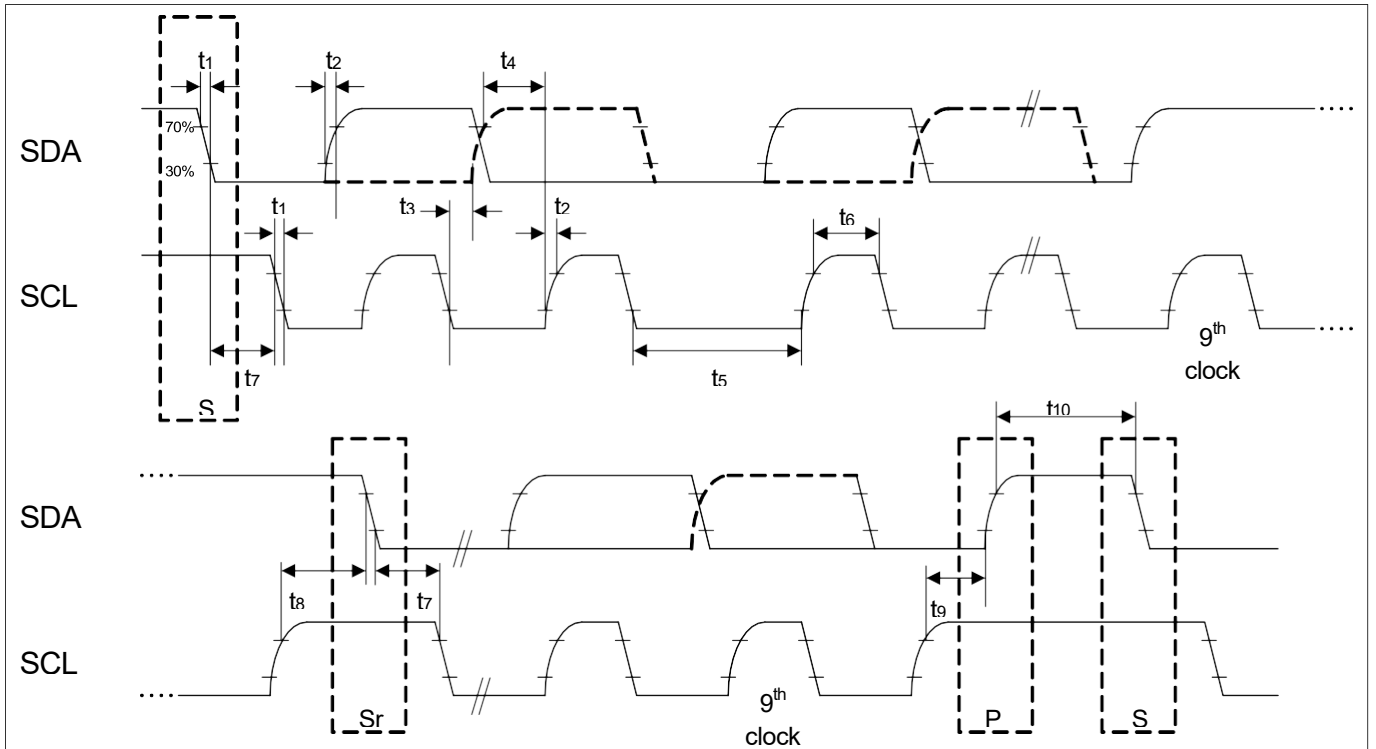 t1 t2 t4
70%
SDA
30%
t1 t3 t2 t6
SCL
9th
clock
t7 t5
S
t10
SDA
t8 t7 t9
SCL
9th
clock
Sr P S